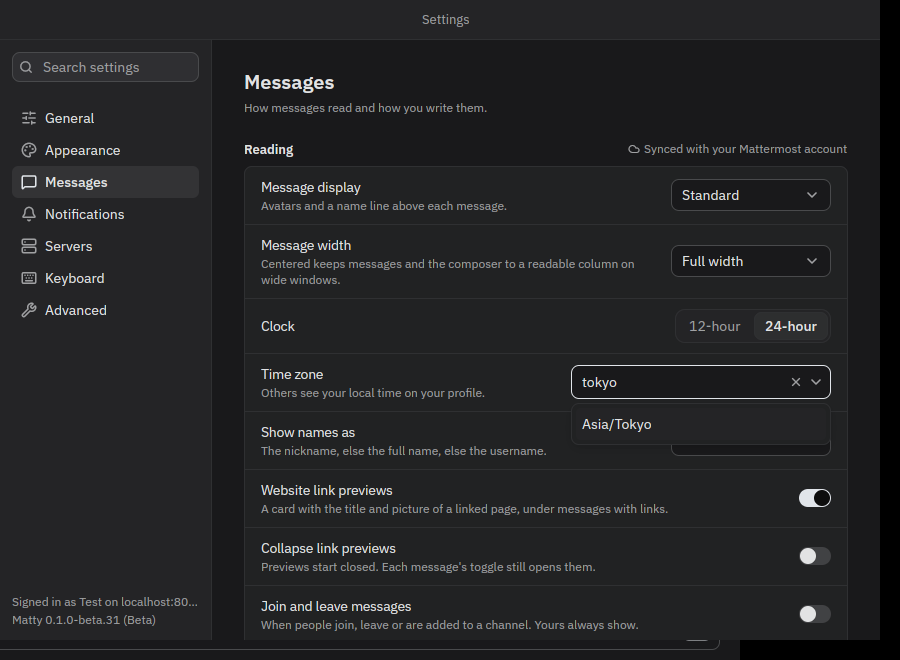 Settings
Search settings
General
Appearance
Messages
Notifications
Servers
Keyboard
Advanced
Signed in as Test on localhost:80...
Matty 0.1.0-beta.31 (Beta)
Messages
How messages read and how you write them.
Reading
Synced with your Mattermost account
Message display
Avatars and a name line above each message.
Standard
Message width
Centered keeps messages and the composer to a readable column on
wide windows.
Full width
Clock
12-hour
24-hour
Time zone
Others see your local time on your profile.
tokyo
Asia/Tokyo
Show names as
The nickname, else the full name, else the username.
Website link previews
A card with the title and picture of a linked page, under messages with links.
Collapse link previews
Previews start closed. Each message's toggle still opens them.
Join and leave messages
When people join, leave or are added to a channel. Yours always show.